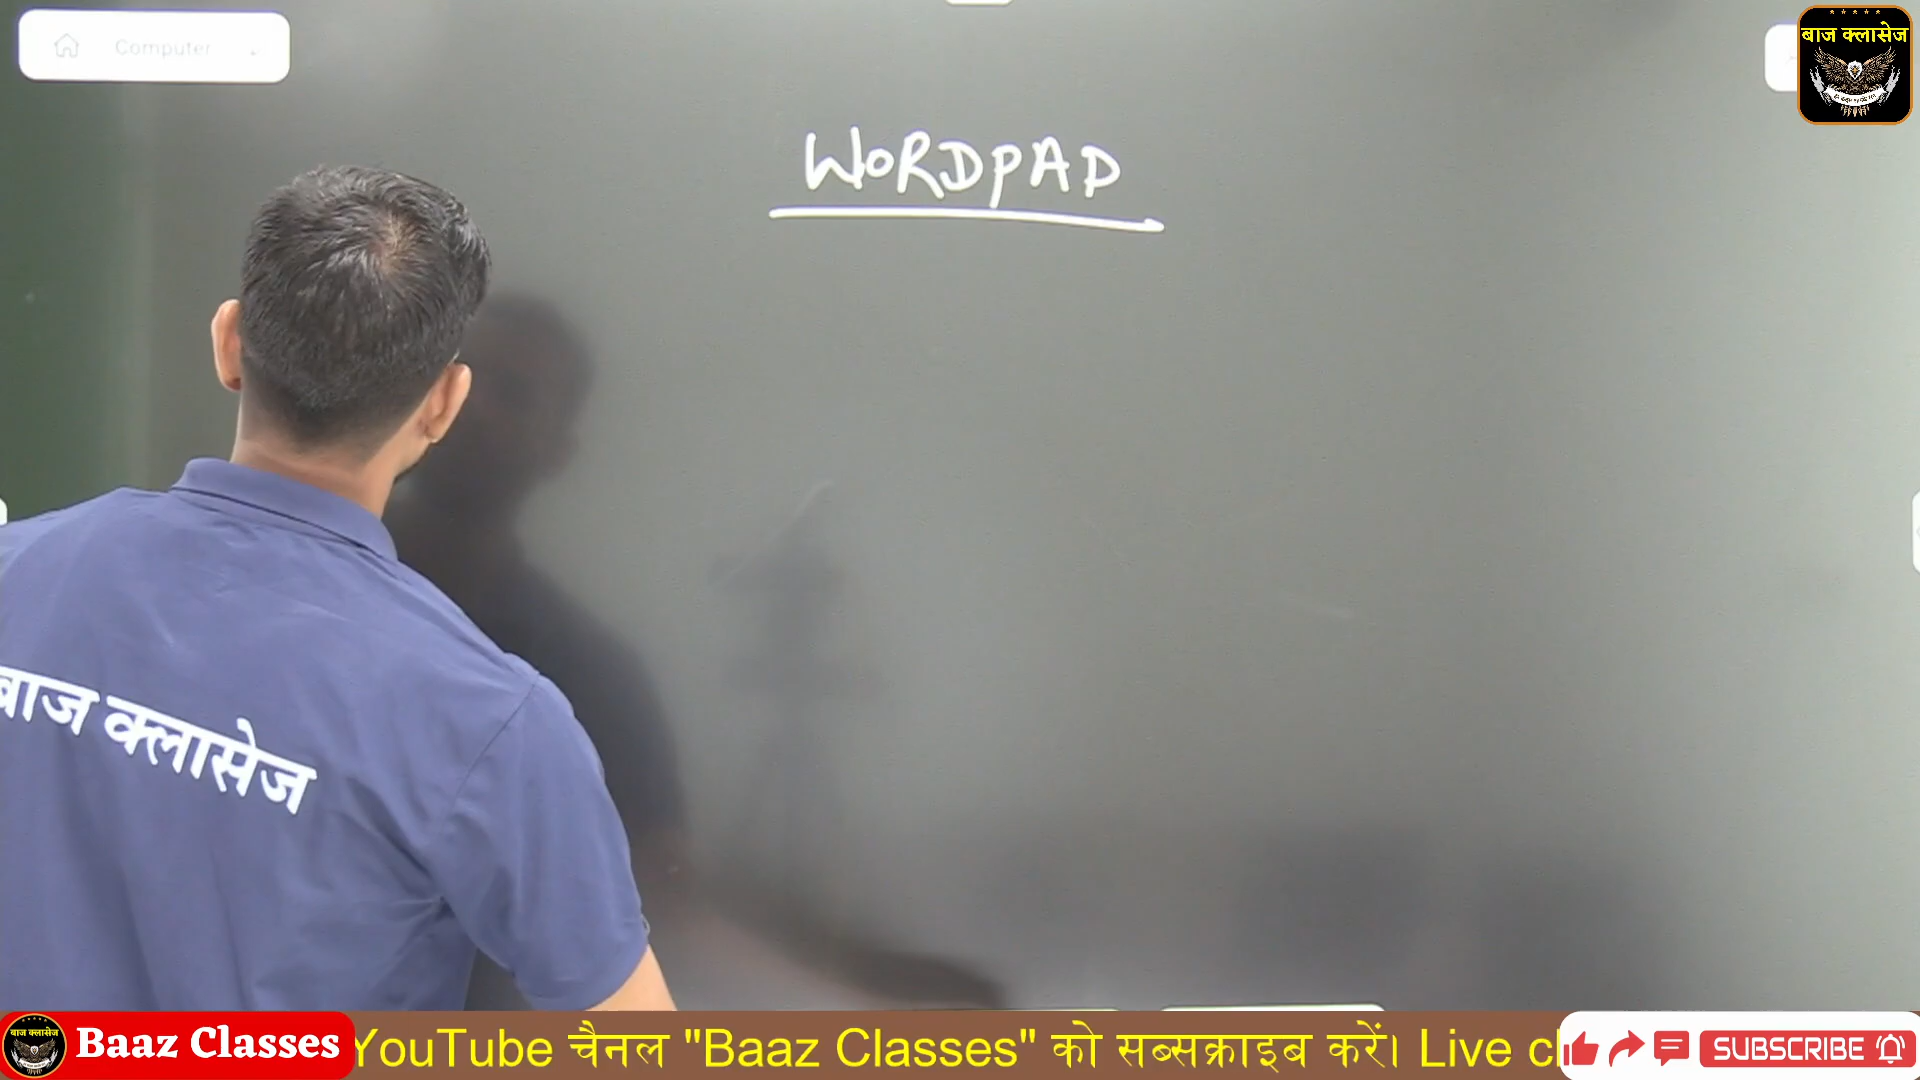 Computer
बाज क्लासेज
WORDPAD
बाज क्लासेज
बाज क्लासेज
Baaz Classes
YouTube चैनल "Baaz Classes" को सब्सक्राइब करें। Live cl
SUBSCRIBE